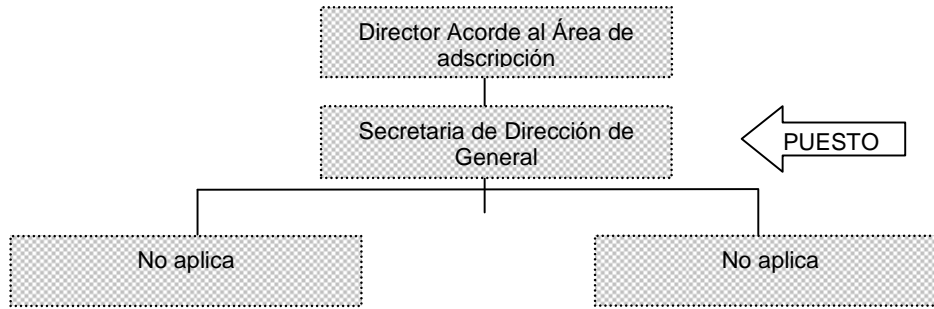 Director Acorde al Área de
adscripción
Secretaria de Dirección de
General
PUESTO
No aplica
No aplica